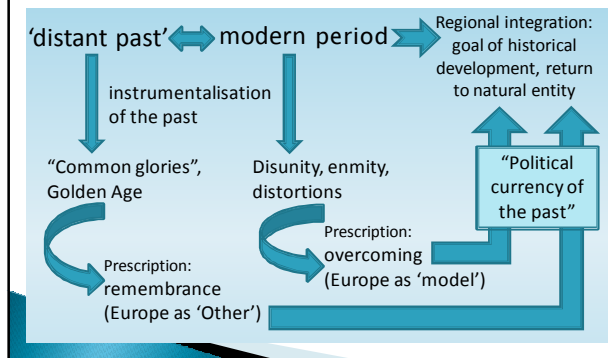 'distant past'
modern period
Regional integration:
goal of historical
development, return
to natural entity
instrumentalisation
of the past
"Common glories",
Golden Age
Disunity, enmity,
distortions
"Political
currency of
the past"
Prescription:
remembrance
(Europe as 'Other')
Prescription:
overcoming
(Europe as 'model')